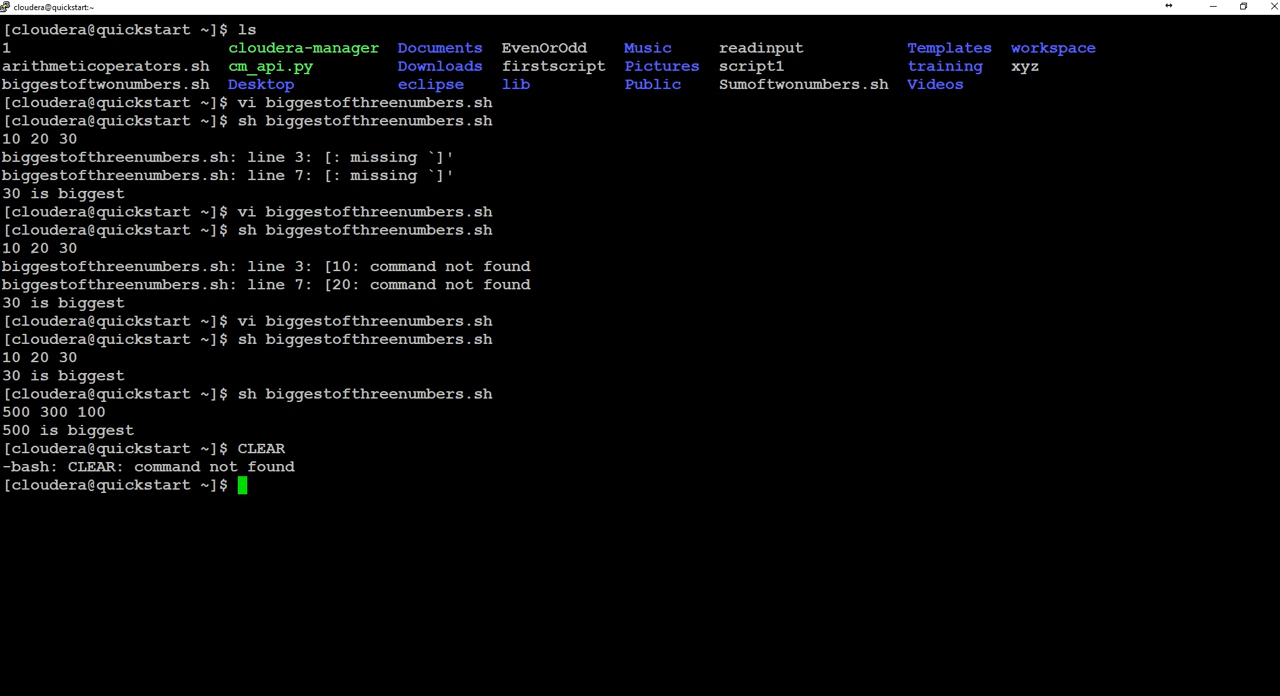 cloudera@quickstart:~
[cloudera@quickstart ~]$ ls
1 cloudera-manager Documents EvenOrOdd Music readinput Templates workspace
arithmeticoperators.sh cm_api.py Downloads firstscript Pictures script1 training xyz
biggestoftwonumbers.sh Desktop eclipse lib Public Sumoftwonumbers.sh Videos
[cloudera@quickstart ~]$ vi biggestofthreenumbers.sh
[cloudera@quickstart ~]$ sh biggestofthreenumbers.sh
10 20 30
biggestofthreenumbers.sh: line 3: [: missing `]'
biggestofthreenumbers.sh: line 7: [: missing `]'
30 is biggest
[cloudera@quickstart ~]$ vi biggestofthreenumbers.sh
[cloudera@quickstart ~]$ sh biggestofthreenumbers.sh
10 20 30
biggestofthreenumbers.sh: line 3: [10: command not found
biggestofthreenumbers.sh: line 7: [20: command not found
30 is biggest
[cloudera@quickstart ~]$ vi biggestofthreenumbers.sh
[cloudera@quickstart ~]$ sh biggestofthreenumbers.sh
10 20 30
30 is biggest
[cloudera@quickstart ~]$ sh biggestofthreenumbers.sh
500 300 100
500 is biggest
[cloudera@quickstart ~]$ CLEAR
-bash: CLEAR: command not found
[cloudera@quickstart ~]$